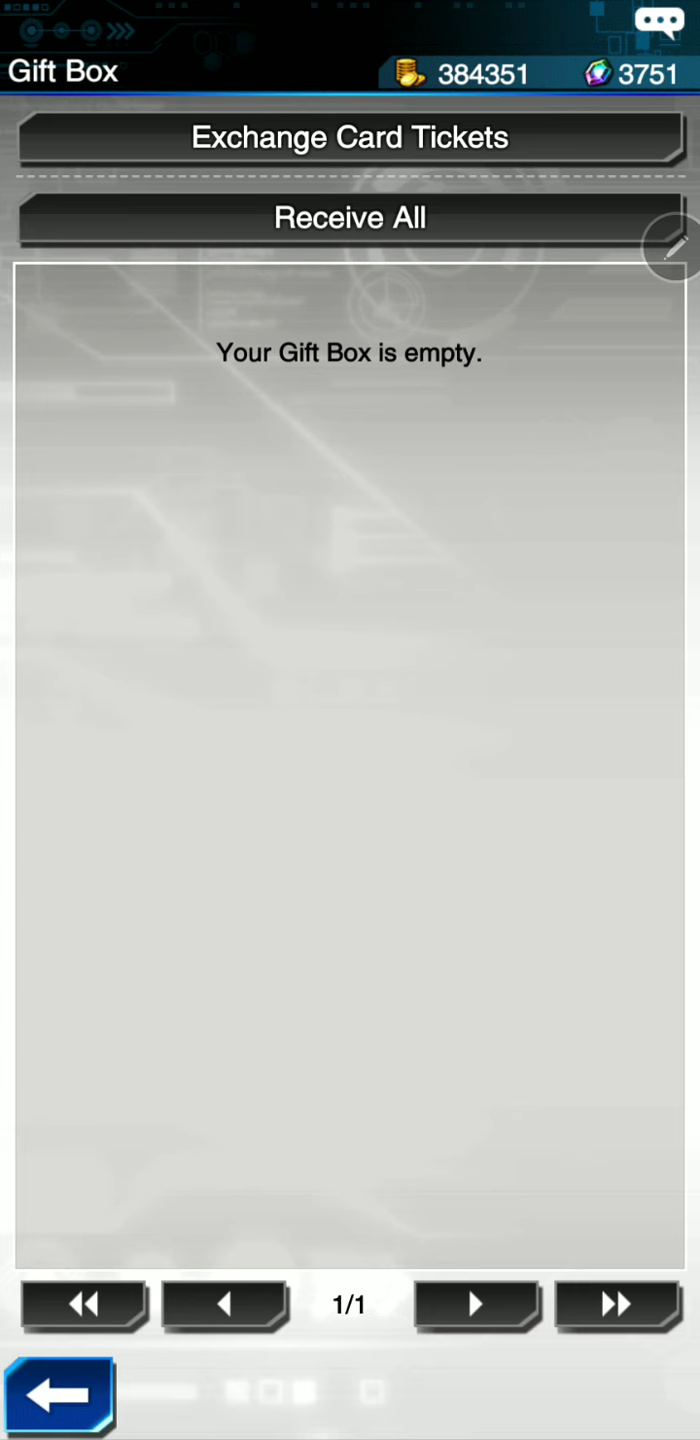 Gift Box
384351
3751
Exchange Card Tickets
Receive All
Your Gift Box is empty.
1/1